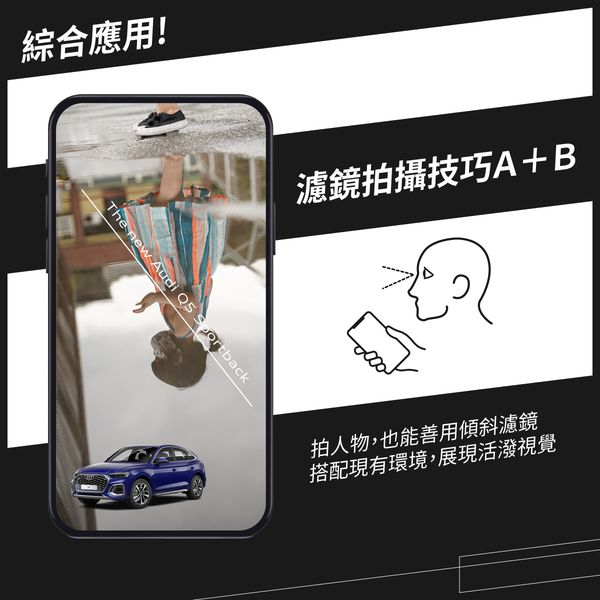 綜合應用!
濾鏡拍攝技巧A＋B
The new Audi Q5 Sportback
拍人物，也能善用傾斜濾鏡
搭配現有環境，展現活潑視覺